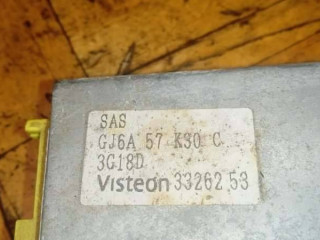 SAS
GJ6A 57 K30 C
3G18D
Visteon 33262 53